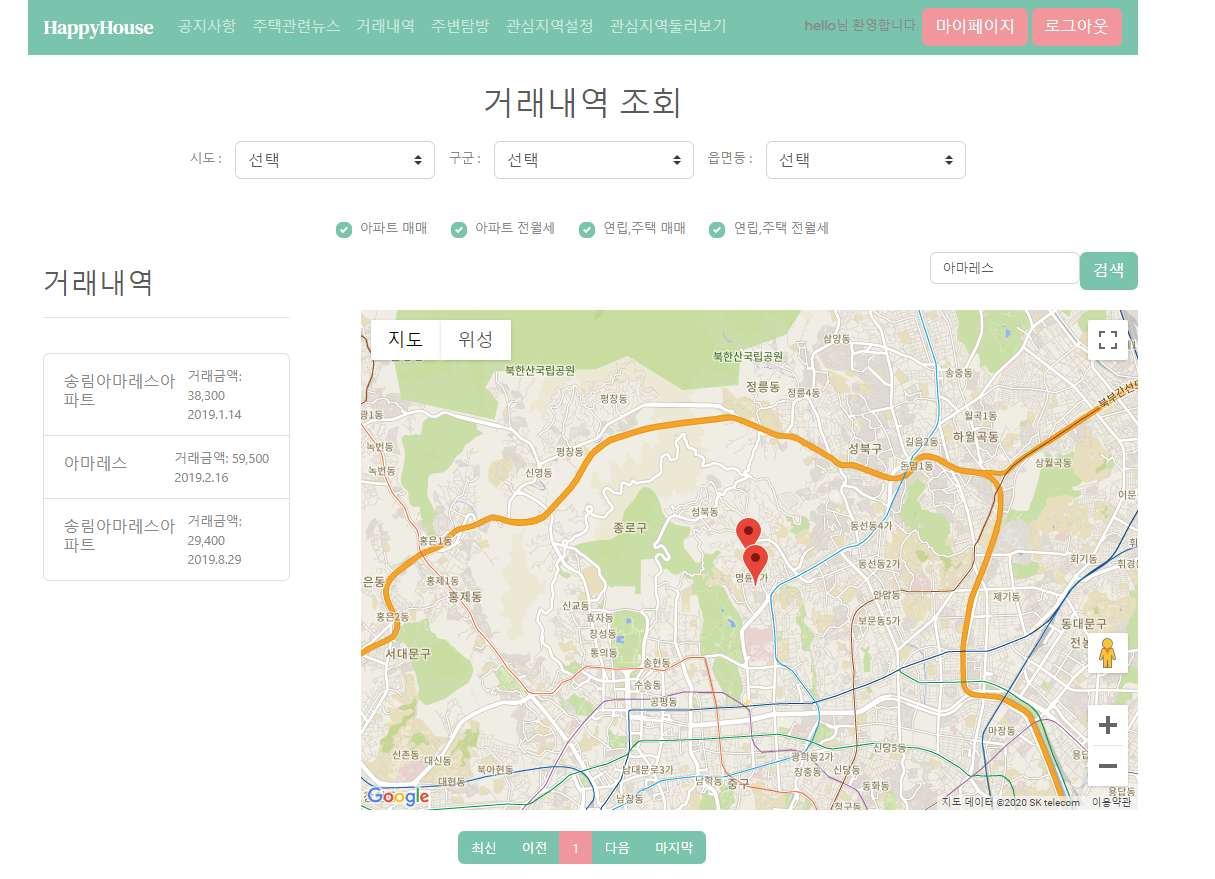 HappyHouse 공지사항 주택관련뉴스 거래내역 주변탐방 관심지역설정 관심지역둘러보기 hello님 환영합니다. 마이페이지 로그아웃
거래내역 조회
시도 : 선택 구군 : 선택 읍면동 : 선택
아파트 매매 아파트 전월세 연립,주택 매매 연립,주택 전월세
아마레스 검색
거래내역
송림아마레스아
파트
거래금액:
38,300
2019.1.14
아마레스
거래금액: 59,500
2019.2.16
송림아마레스아
파트
거래금액:
29,400
2019.8.29
지도 위성
삼양동
북한산국립공원
북한산국립공원
송중동
정릉동
정릉4동
평창동
북부간선동
월곡1동
하월곡동
길음2동
성북구
녹번동
평창동
돈암1동
상월곡동
녹번동
신영동
이문
성북동
종로구
동선동4가
홍은1동
회기동
휘경
동선동2가
은동
홍제1동
홍제동
안암동
제기동
신교동
효자동
홍은2동
보문동5가
동대문구
창성동
전농
서대문구
통의동
송현동
수송동
공평동
마장동
신촌동
대신동
신당5동
광희동2가
북아현동
남대문로3가
신당동
장충동
대현동
남학동
중구
동화동
용답동
남창동
청구동
Google
지도 데이터 ©2020 SK telecom 이용약관
최신 이전 1 다음 마지막